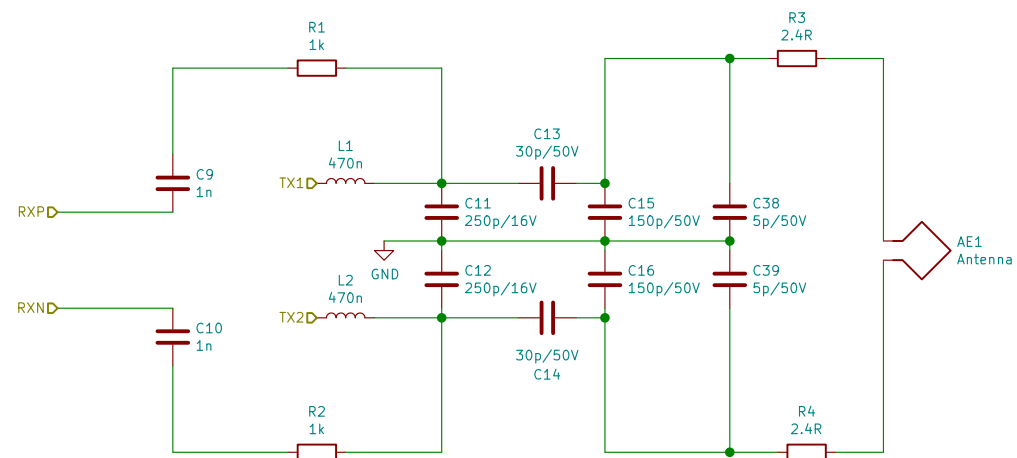 R1
1k
R3
2.4R
C13
30p/50V
L1
470n
TX1
C9
1n
RXP
C11
250p/16V
C15
150p/50V
C38
5p/50V
AE1
Antenna
GND
C12
250p/16V
C16
150p/50V
C39
5p/50V
L2
470n
TX2
RXN
C10
1n
30p/50V
C14
R2
1k
R4
2.4R